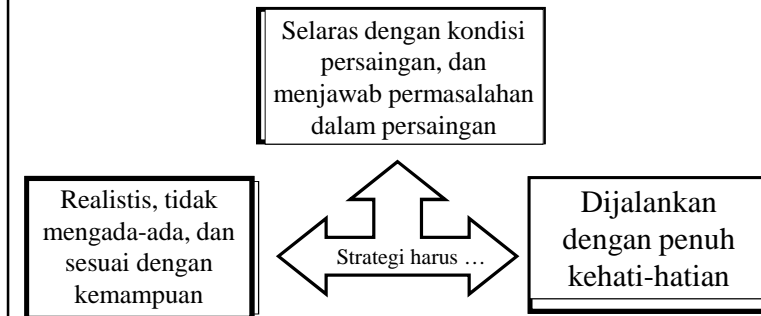 Selaras dengan kondisi
persaingan, dan
menjawab permasalahan
dalam persaingan
Realistis, tidak
mengada-ada, dan
sesuai dengan
kemampuan
Strategi harus …
Dijalankan
dengan penuh
kehati-hatian